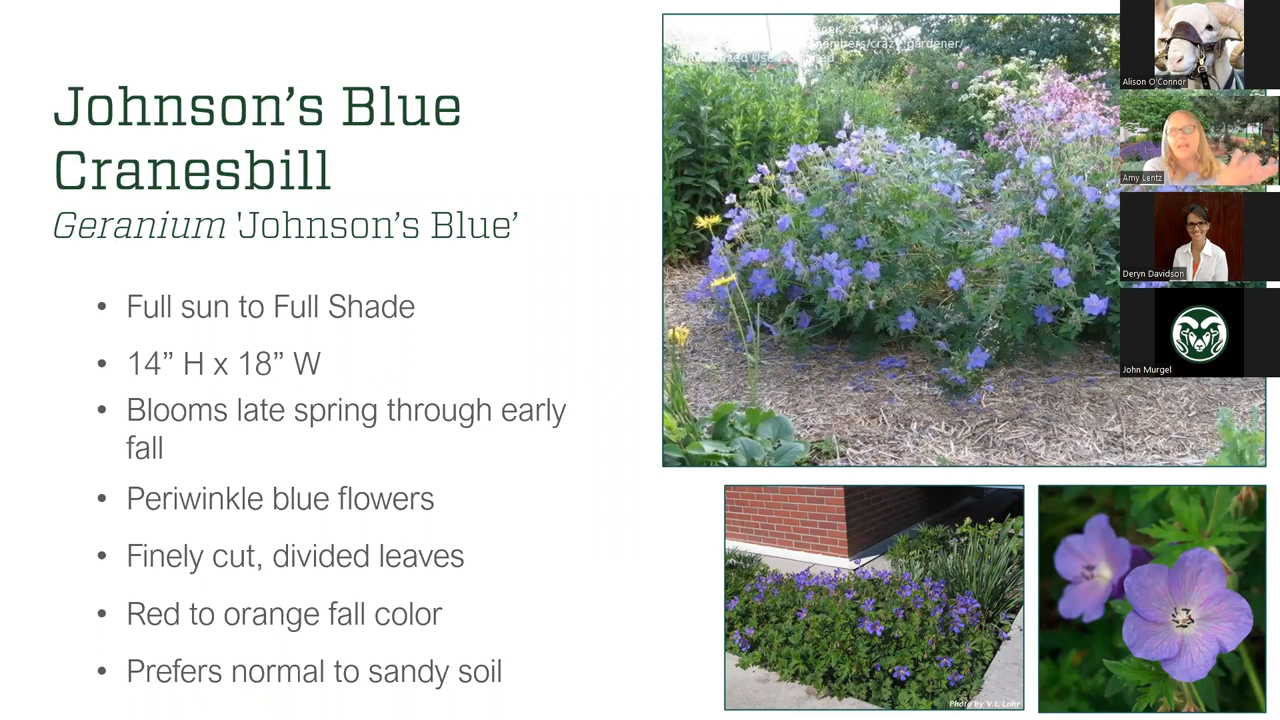 Johnson’s Blue
Cranesbill
Geranium 'Johnson’s Blue’
• Full sun to Full Shade
• 14” H x 18” W
• Blooms late spring through early
fall
• Periwinkle blue flowers
• Finely cut, divided leaves
• Red to orange fall color
• Prefers normal to sandy soil
Photo by V.I. Lohr
Alison O'Connor
Amy Lentz
Deryn Davidson
John Murgel